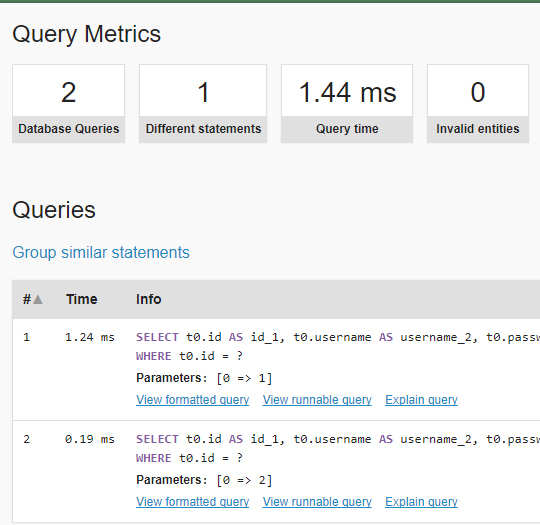 Query Metrics
2
Database Queries
1
Different statements
1.44 ms
Query time
0
Invalid entities
Queries
Group similar statements
#▲ Time Info
1 1.24 ms SELECT t0.id AS id_1, t0.username AS username_2, t0.passw
WHERE t0.id = ?
Parameters: [0 => 1]
View formatted query View runnable query Explain query
2 0.19 ms SELECT t0.id AS id_1, t0.username AS username_2, t0.passw
WHERE t0.id = ?
Parameters: [0 => 2]
View formatted query View runnable query Explain query